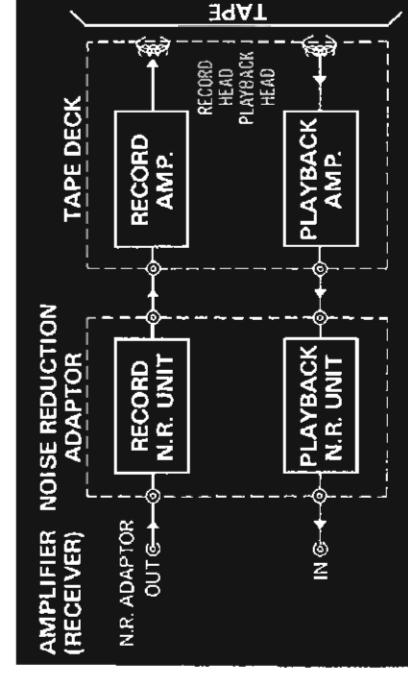 AMPLIFIER
(RECEIVER)
NOISE REDUCTION
ADAPTOR
TAPE DECK
TAPE
N.R. ADAPTOR
OUT
RECORD
N.R. UNIT
RECORD
AMP.
RECORD
HEAD
PLAYBACK
HEAD
IN
PLAYBACK
N.R. UNIT
PLAYBACK
AMP.